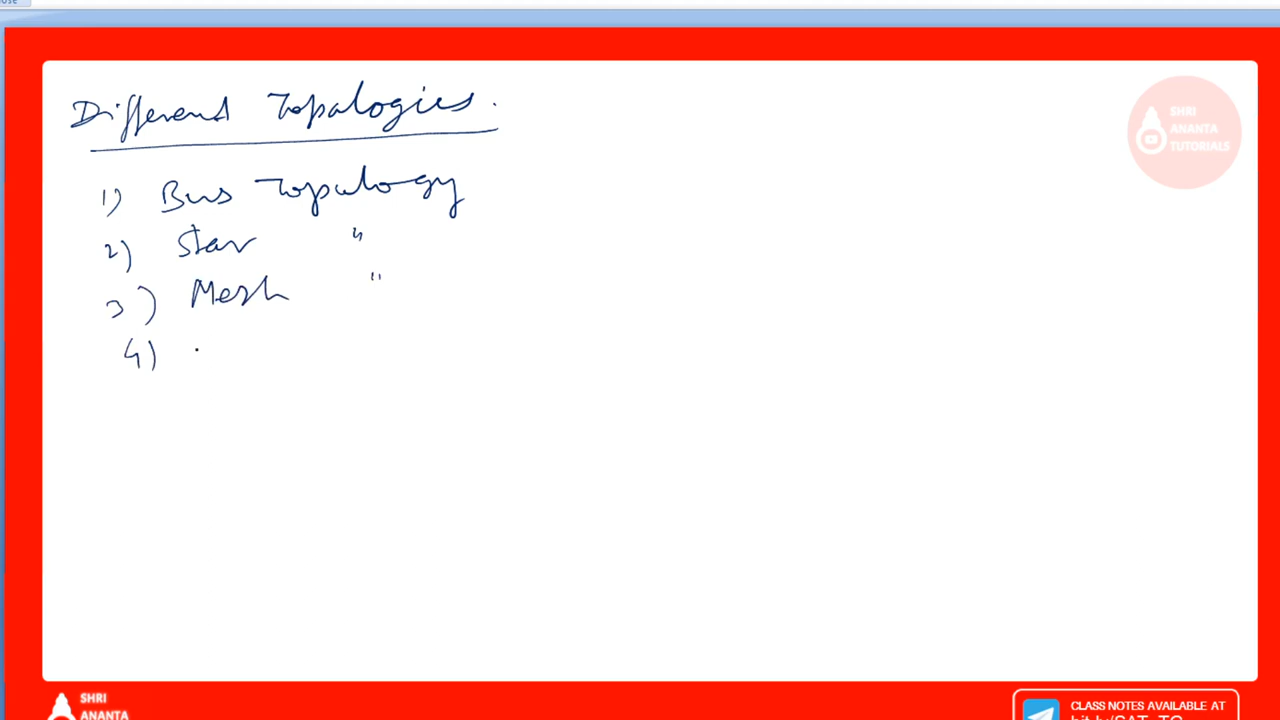 Different Topologies.
1) Bus Topology
2) Star "
3) Mesh "
4)
SHRI
ANANTA
TUTORIALS
SHRI
ANANTA
CLASS NOTES AVAILABLE AT